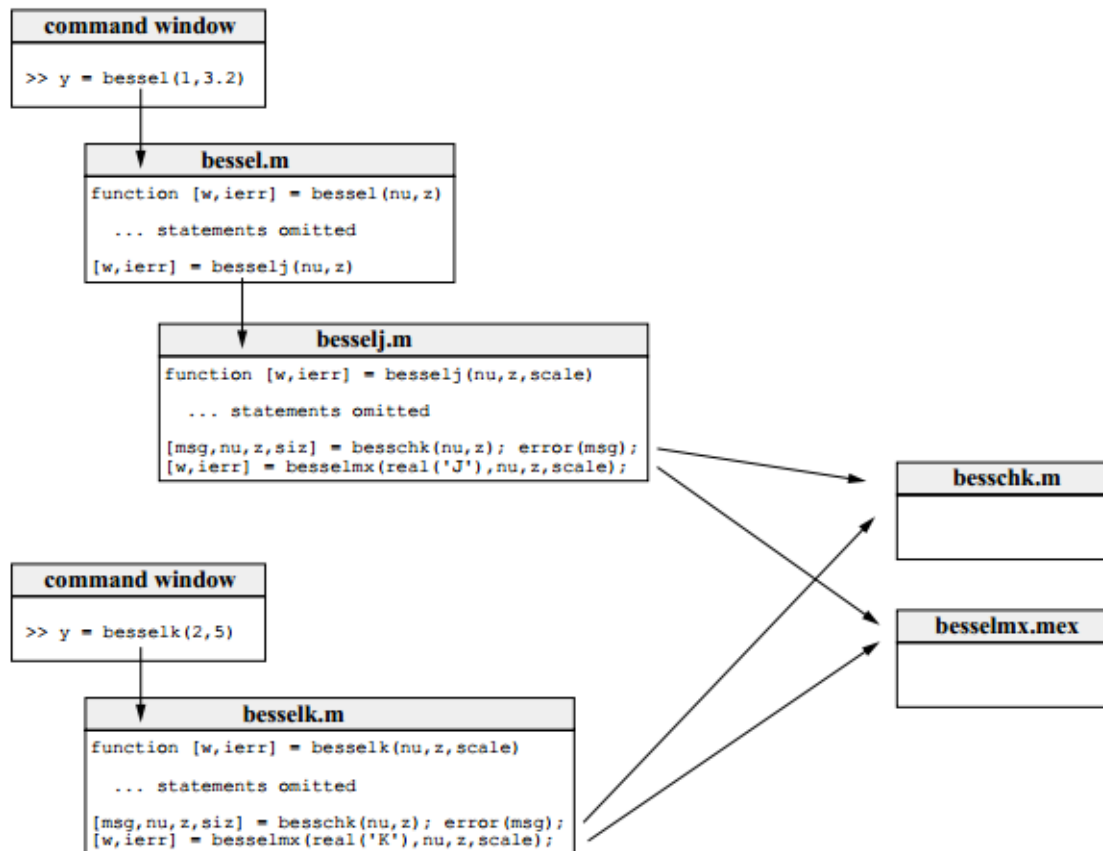 command window
>> y = bessel(1,3.2)
bessel.m
function [w,ierr] = bessel(nu,z)
... statements omitted
[w,ierr] = besselj(nu,z)
besselj.m
function [w,ierr] = besselj(nu,z,scale)
... statements omitted
[msg,nu,z,siz] = besschk(nu,z); error(msg);
[w,ierr] = besselmx(real('J'),nu,z,scale);
besschk.m
command window
>> y = besselk(2,5)
besselmx.mex
besselk.m
function [w,ierr] = besselk(nu,z,scale)
... statements omitted
[msg,nu,z,siz] = besschk(nu,z); error(msg);
[w,ierr] = besselmx(real('K'),nu,z,scale);